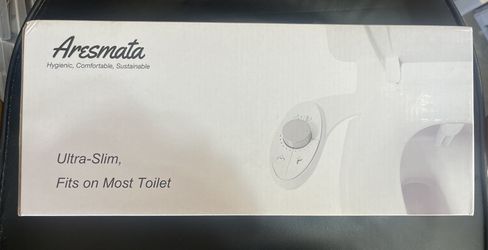 Aresmata
Hygienic, Comfortable, Sustainable
Ultra-Slim,
Fits on Most Toilet